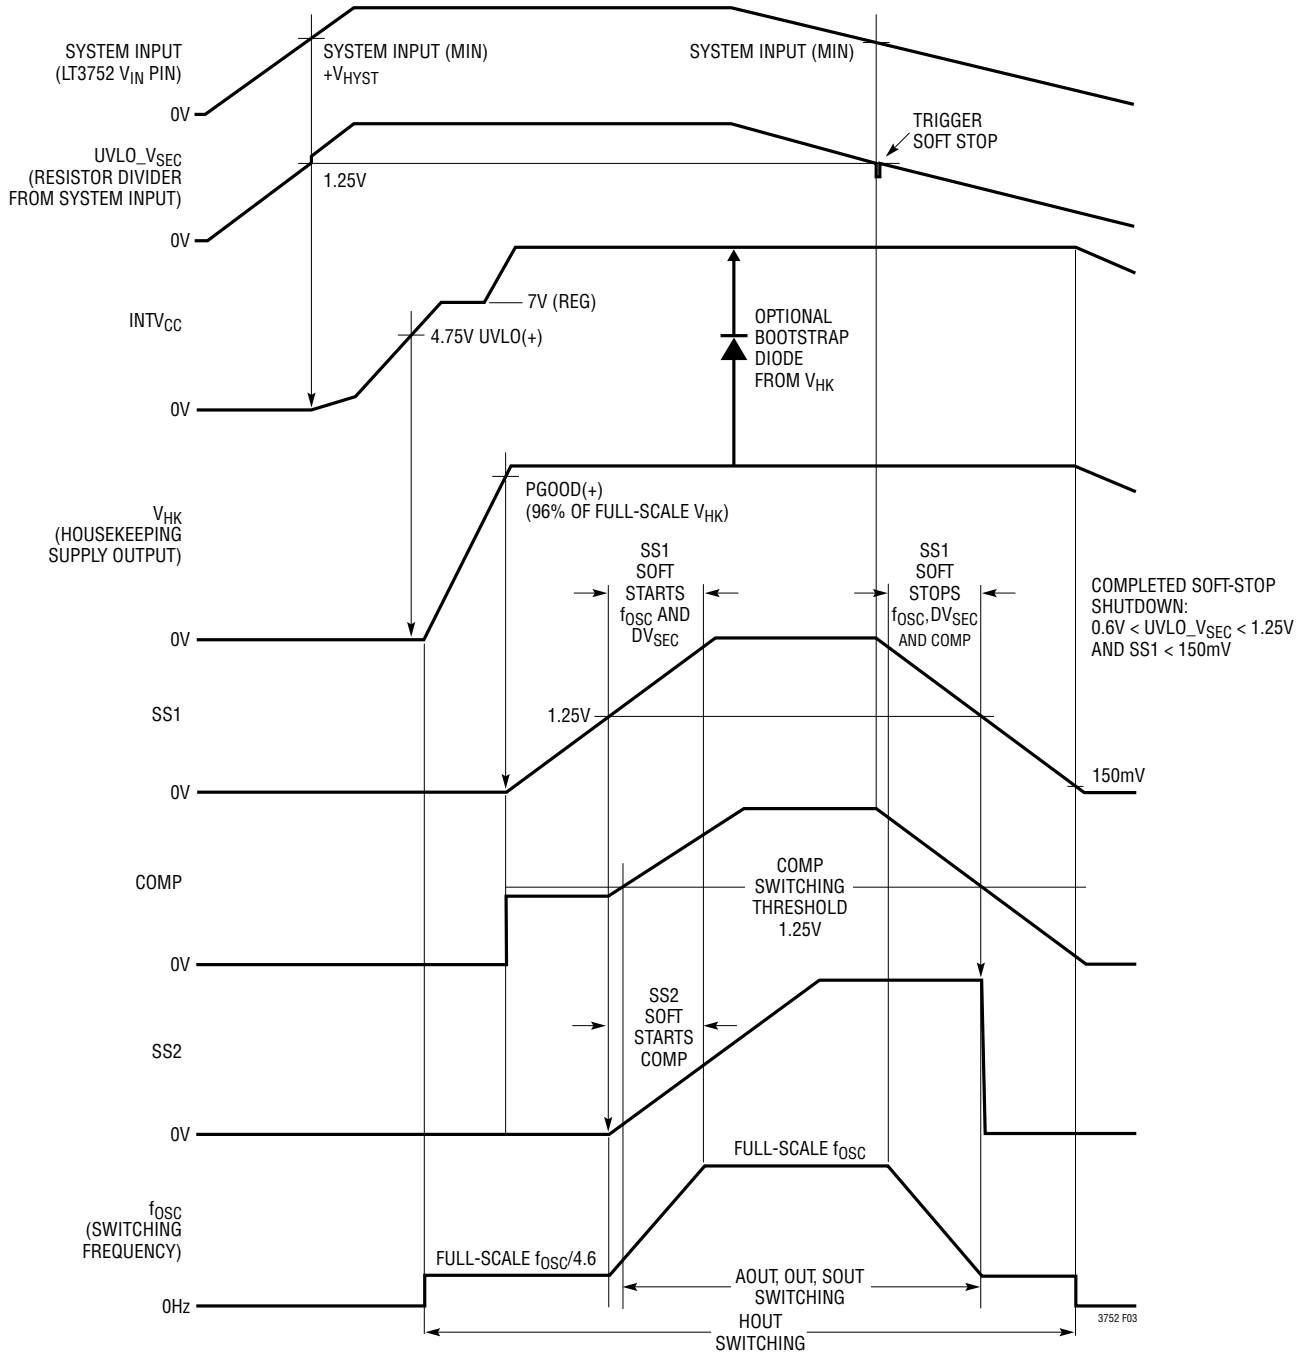 SYSTEM INPUT
(LT3752 VIN PIN)
0V
SYSTEM INPUT (MIN)
+VHYST
SYSTEM INPUT (MIN)
TRIGGER
SOFT STOP
UVLO_VSEC
(RESISTOR DIVIDER
FROM SYSTEM INPUT)
1.25V
0V
INTVCC
7V (REG)
4.75V UVLO(+)
0V
OPTIONAL
BOOTSTRAP
DIODE
FROM VHK
PGOOD(+)
(96% OF FULL-SCALE VHK)
VHK
(HOUSEKEEPING
SUPPLY OUTPUT)
0V
SS1
SOFT
STARTS
fOSC AND
DVSEC
SS1
SOFT
STOPS
fOSC, DVSEC
AND COMP
COMPLETED SOFT-STOP
SHUTDOWN:
0.6V < UVLO_VSEC < 1.25V
AND SS1 < 150mV
SS1
1.25V
0V
150mV
COMP
COMP
SWITCHING
THRESHOLD
1.25V
0V
SS2
SS2
SOFT
STARTS
COMP
0V
FULL-SCALE fOSC
fOSC
(SWITCHING
FREQUENCY)
FULL-SCALE fOSC/4.6
0Hz
AOUT, OUT, SOUT
SWITCHING
HOUT
SWITCHING
3752 F03